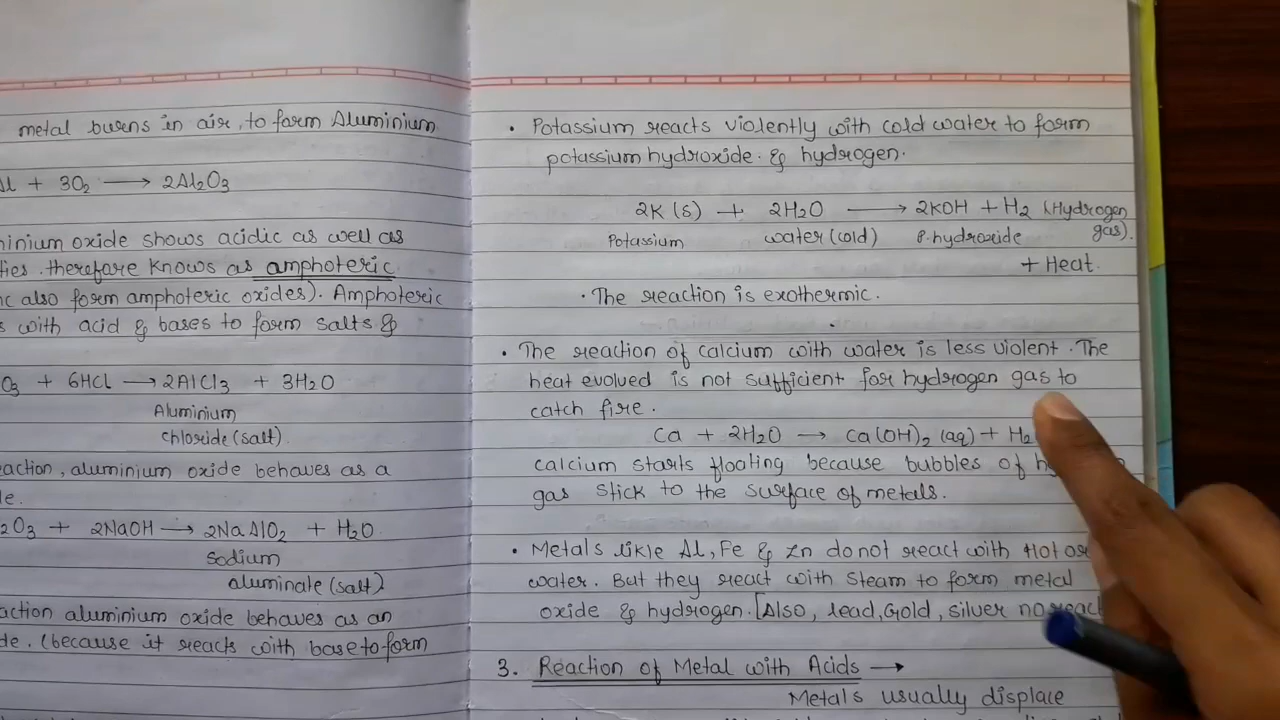 metal burns in air, to form Aluminium
+ 3O₂ ⟶ 2Al₂O₃
oxide shows acidic as well as
therefore knows as amphoteric
also form amphoteric oxides). Amphoteric
with acid & bases to form salts &
+ 6HCl ⟶ 2AlCl₃ + 3H₂O
Aluminium
chloride (salt).
, aluminium oxide behaves as a
+ 2NaOH ⟶ 2NaAlO₂ + H₂O.
Sodium
aluminate (salt).
aluminium oxide behaves as an
(because it reacts with base to form
• Potassium reacts violently with cold water to form
potassium hydroxide. & hydrogen.
2K (s) + 2H₂O ⟶ 2KOH + H₂ (Hydrogen
Potassium water (cold) P. hydroxide gas).
+ Heat.
• The reaction is exothermic.
• The reaction of calcium with water is less violent. The
heat evolved is not sufficient for hydrogen gas to
catch fire.
Ca + 2H₂O ⟶ Ca(OH)₂ (aq) + H₂
calcium starts floating because bubbles of
gas stick to the surface of metals.
• Metals likle Al, Fe & Zn do not react with Hot or
water. But they react with steam to form metal
oxide & hydrogen. [Also, lead, Gold, silver no
3. Reaction of Metal with Acids ⟶
Metals usually displace